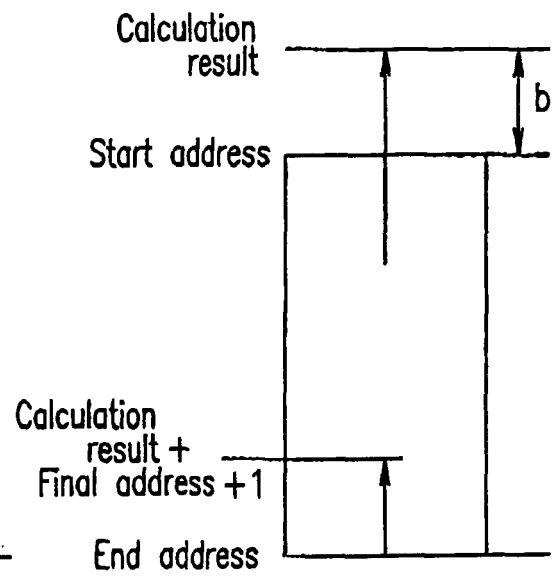 Calculation
result
b
Start address
Calculation
result +
Final address +1
End address